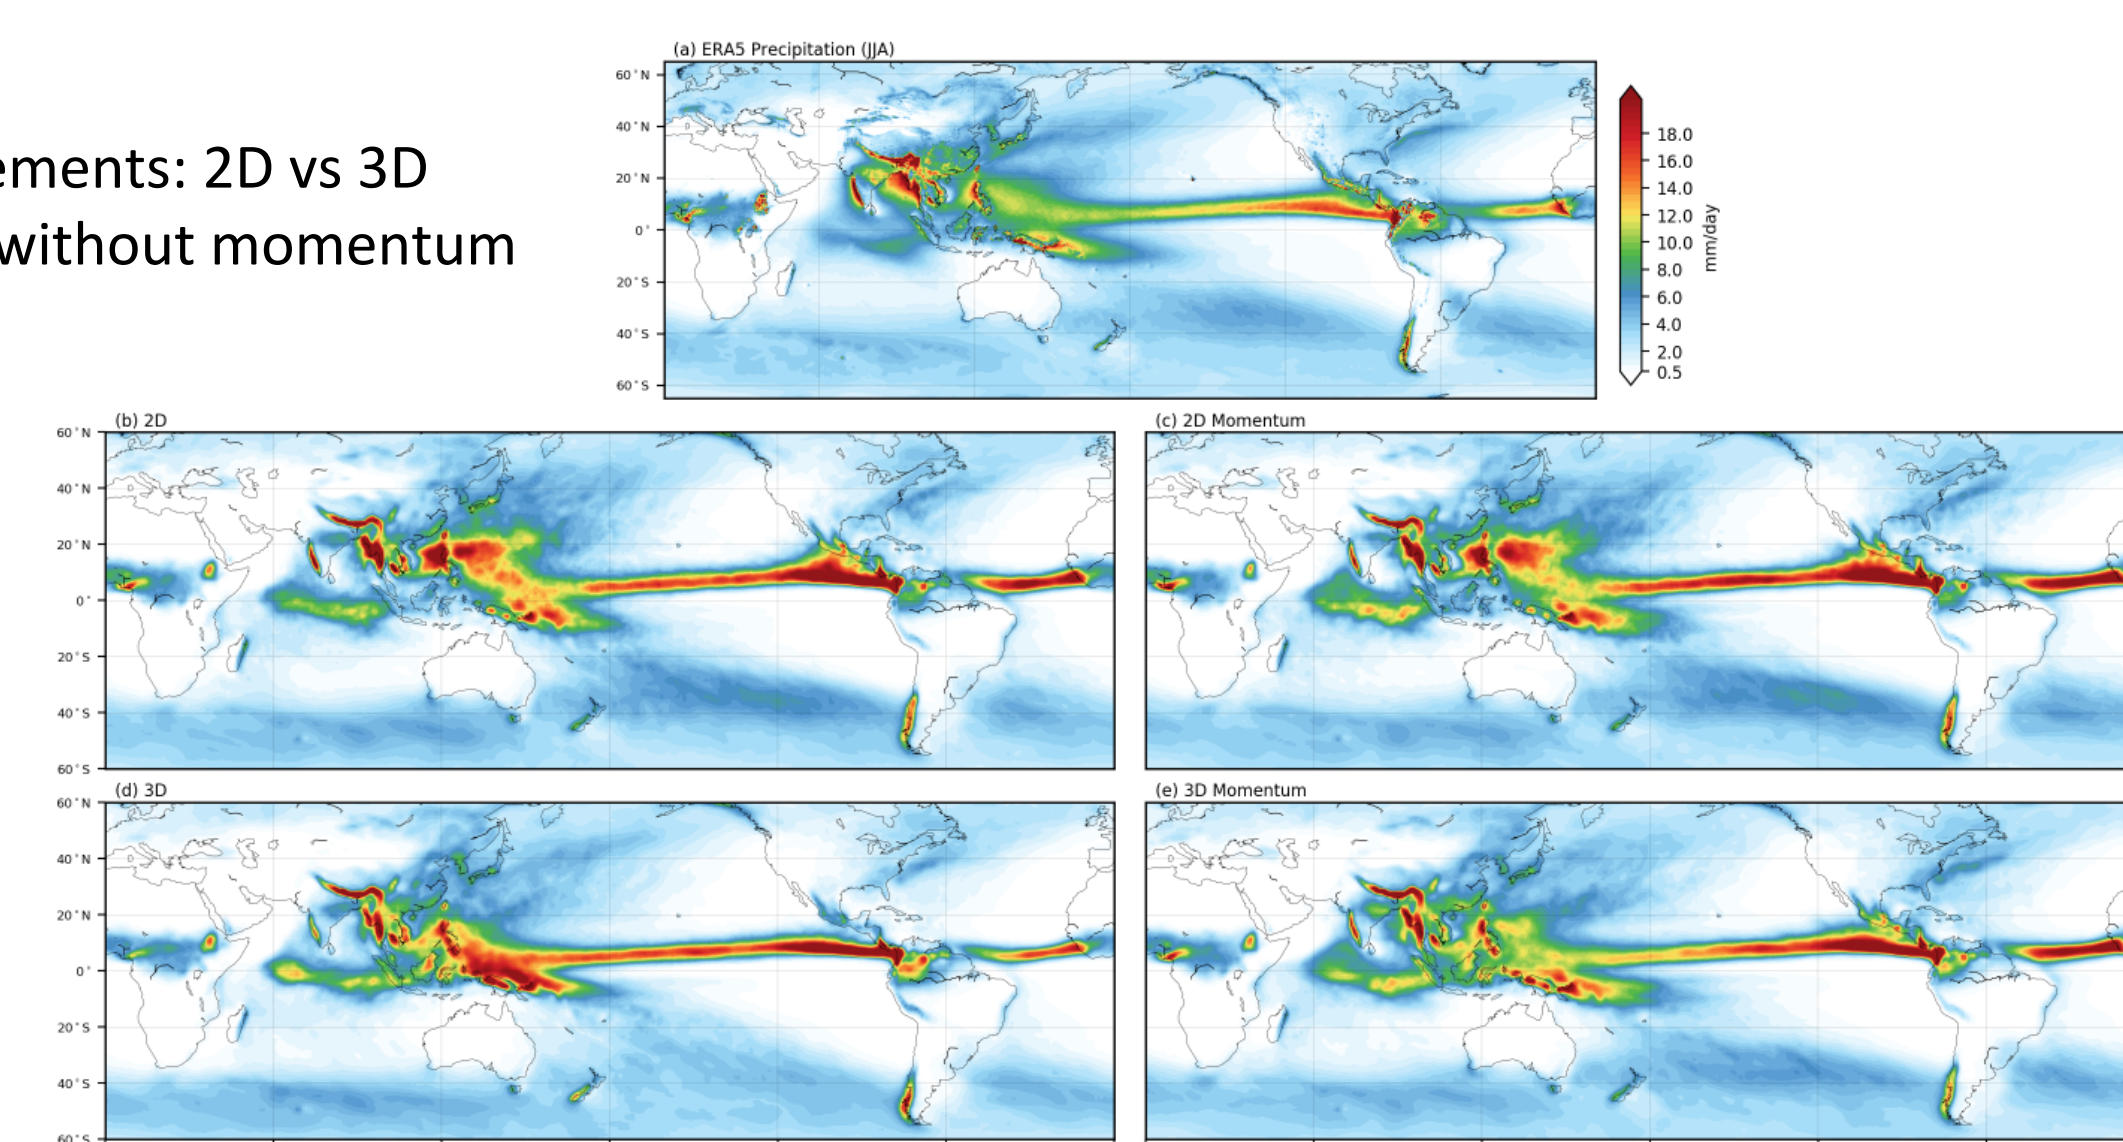 ements: 2D vs 3D
without momentum
(a) ERA5 Precipitation (JJA)
60°N
40°N
20°N
0°
20°S
40°S
60°S
18.0
16.0
14.0
12.0
10.0
8.0
6.0
4.0
2.0
0.5
mm/day
(b) 2D
60°N
40°N
20°N
0°
20°S
40°S
60°S
(c) 2D Momentum
(d) 3D
60°N
40°N
20°N
0°
20°S
40°S
60°S
(e) 3D Momentum